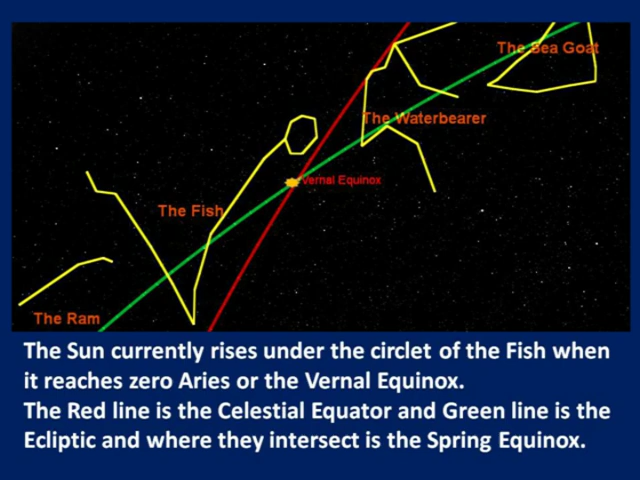 The Sea Goat
The Waterbearer
Vernal Equinox
The Fish
The Ram
The Sun currently rises under the circlet of the Fish when
it reaches zero Aries or the Vernal Equinox.
The Red line is the Celestial Equator and Green line is the
Ecliptic and where they intersect is the Spring Equinox.